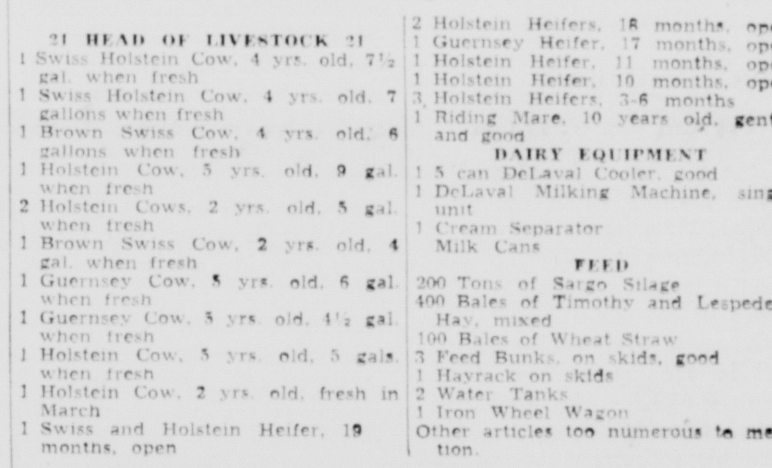 21 HEAD OF LIVESTOCK 21
1 Swiss Holstein Cow, 4 yrs. old, 7½
gal. when fresh
1 Swiss Holstein Cow, 4 yrs. old, 7
gallons when fresh
1 Brown Swiss Cow, 4 yrs. old, 6
gallons when fresh
1 Holstein Cow, 5 yrs. old, 9 gal.
when fresh
2 Holstein Cows, 2 yrs. old, 5 gal.
when fresh
1 Brown Swiss Cow, 2 yrs. old, 4
gal. when fresh
1 Guernsey Cow, 5 yrs. old, 6 gal.
when fresh
1 Guernsey Cow, 5 yrs. old, 4½ gal.
when fresh
1 Holstein Cow, 5 yrs. old, 5 gals.
when fresh
1 Holstein Cow, 2 yrs. old, fresh in
March
1 Swiss and Holstein Heifer, 19
months, open
2 Holstein Heifers, 18 months, ope
1 Guernsey Heifer, 17 months, ope
1 Holstein Heifer, 11 months, ope
1 Holstein Heifer, 10 months, ope
3 Holstein Heifers, 3-6 months
1 Riding Mare, 10 years old, gent
and good
DAIRY EQUIPMENT
1 5 can DeLaval Cooler, good
1 DeLaval Milking Machine, sing
unit
1 Cream Separator
Milk Cans
FEED
200 Tons of Sargo Silage
400 Bales of Timothy and Lespede
Hay, mixed
100 Bales of Wheat Straw
3 Feed Bunks, on skids, good
1 Hayrack on skids
2 Water Tanks
1 Iron Wheel Wagon
Other articles too numerous to me
tion.